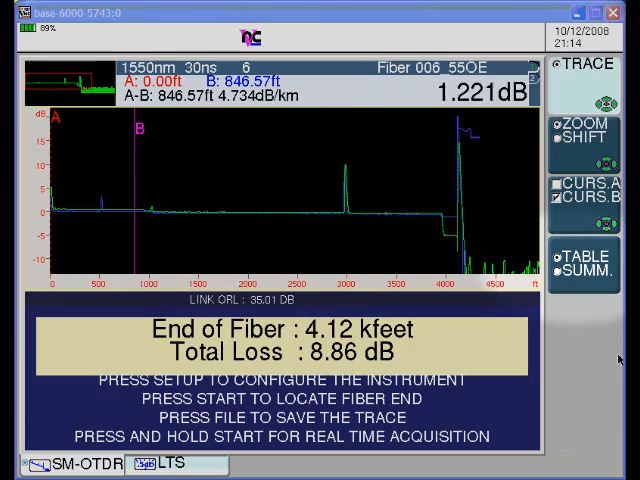 base-6000-5743:0
89%
10/12/2008
21:14
1550nm 30ns 6 Fiber 006 55OE
A: 0.00ft B: 846.57ft
A-B: 846.57ft 4.734dB/km
1.221dB
2
TRACE
ZOOM
SHIFT
CURS.A
CURS.B
TABLE
SUMM.
dB
A
B
15
10
5
0
-5
-10
0 500 1000 1500 2000 2500 3000 3500 4000 4500 ft
LINK ORL : 35.01 DB
End of Fiber : 4.12 kfeet
Total Loss : 8.86 dB
PRESS SETUP TO CONFIGURE THE INSTRUMENT
PRESS START TO LOCATE FIBER END
PRESS FILE TO SAVE THE TRACE
PRESS AND HOLD START FOR REAL TIME ACQUISITION
SM-OTDR
LTS